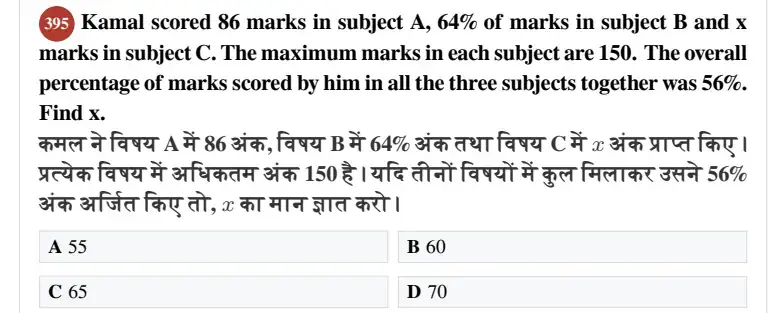 395 Kamal scored 86 marks in subject A, 64% of marks in subject B and x
marks in subject C. The maximum marks in each subject are 150. The overall
percentage of marks scored by him in all the three subjects together was 56%.
Find x.
कमल ने विषय A में 86 अंक, विषय B में 64% अंक तथा विषय C में x अंक प्राप्त किए।
प्रत्येक विषय में अधिकतम अंक 150 है। यदि तीनों विषयों में कुल मिलाकर उसने 56%
अंक अर्जित किए तो, x का मान ज्ञात करो।
A 55
B 60
C 65
D 70